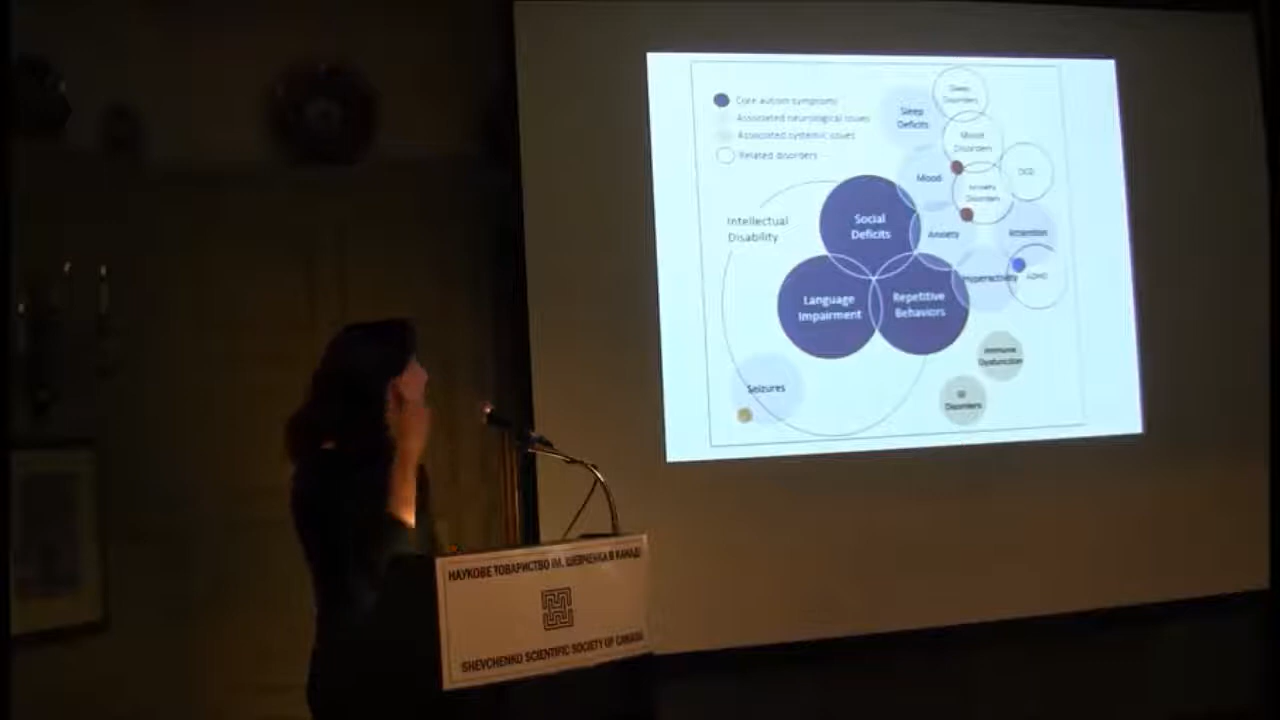 Core autism symptoms
Associated neurological issues
Associated systemic issues
Related disorders
Sleep
Deficits
Sleep
Disorders
Mood
Disorders
OCD
Mood
Anxiety
Disorders
Intellectual
Disability
Social
Deficits
Anxiety
Attention
Hyperactivity
ADHD
Language
Impairment
Repetitive
Behaviors
Immune
Dysfunction
Seizures
GI
Disorders
НАУКОВЕ ТОВАРИСТВО ІМ. ШЕВЧЕНКА В КАНАДІ
SHEVCHENKO SCIENTIFIC SOCIETY OF CANADA